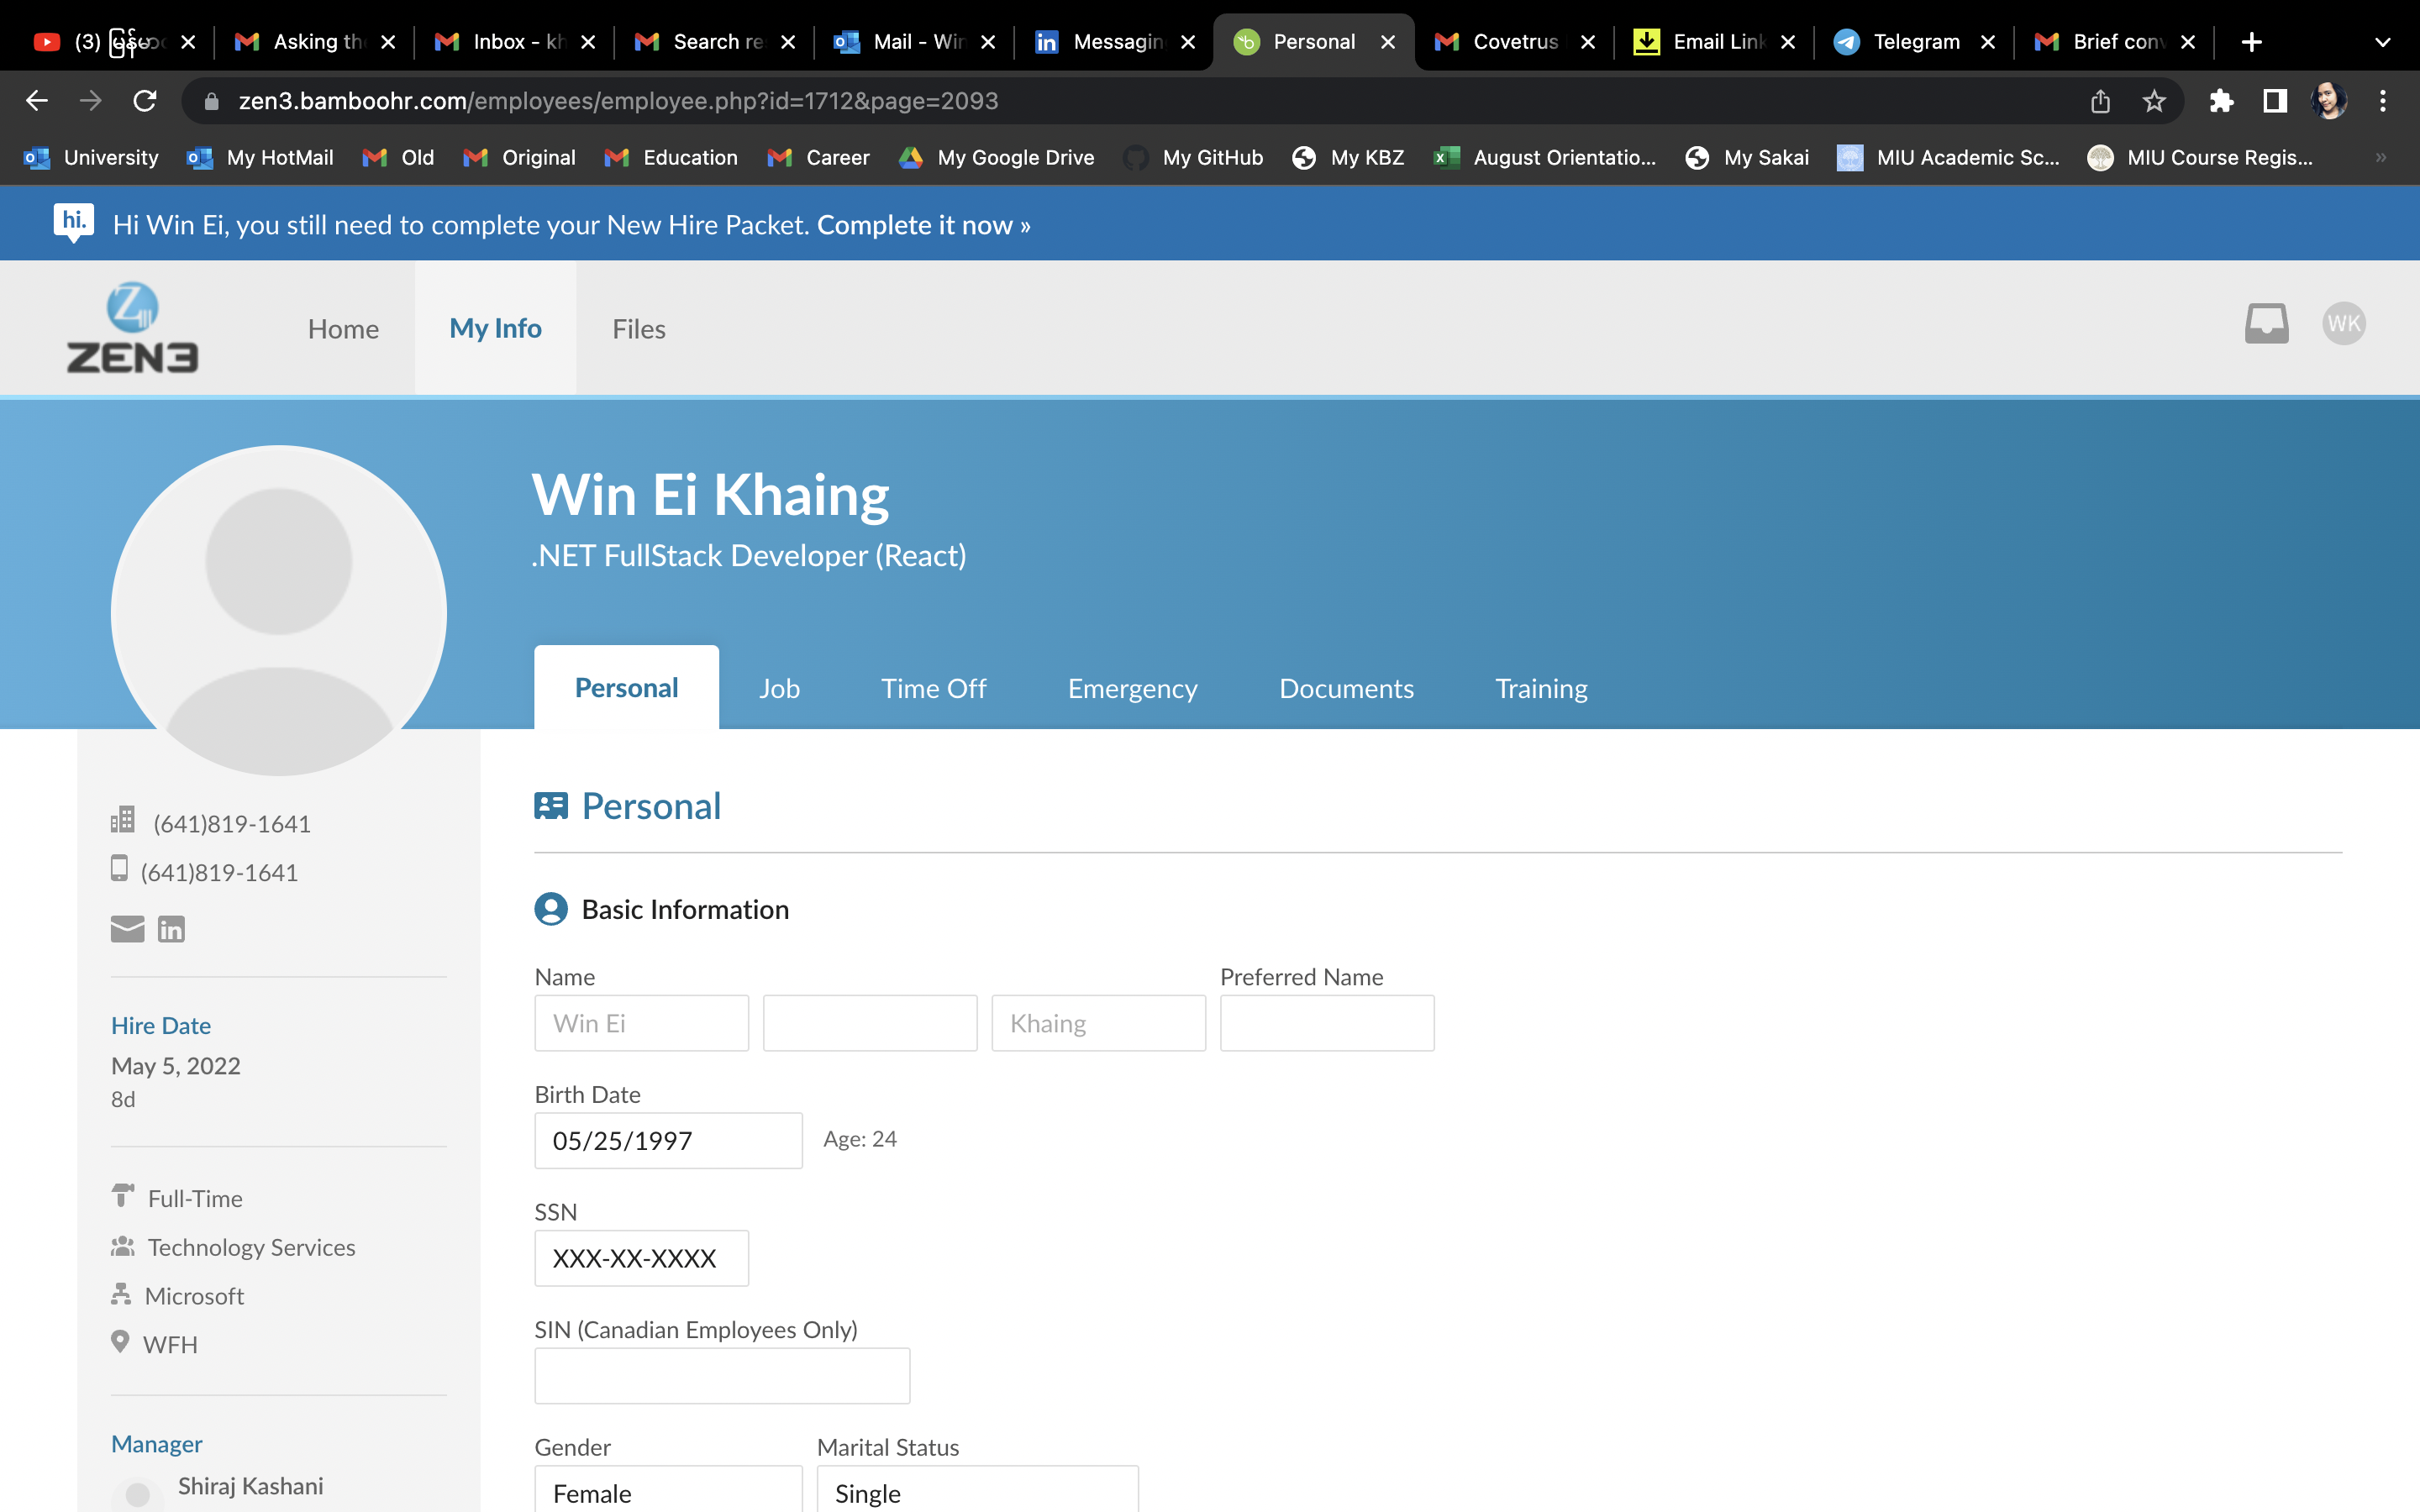 (3) မြန်မာ
Asking the
Inbox - kh
Search re
Mail - Win
Messaging
Personal
Covetrus
Email Link
Telegram
Brief conv
zen3.bamboohr.com/employees/employee.php?id=1712&page=2093
University
My HotMail
Old
Original
Education
Career
My Google Drive
My GitHub
My KBZ
August Orientatio...
My Sakai
MIU Academic Sc...
MIU Course Regis...
»
hi.
Hi Win Ei, you still need to complete your New Hire Packet. Complete it now »
Z
ZEN3
Home
My Info
Files
WK
Win Ei Khaing
.NET FullStack Developer (React)
Personal
Job
Time Off
Emergency
Documents
Training
(641)819-1641
(641)819-1641
in
Hire Date
May 5, 2022
8d
Full-Time
Technology Services
Microsoft
WFH
Manager
Shiraj Kashani
Personal
Basic Information
Name
Preferred Name
Win Ei
Khaing
Birth Date
05/25/1997
Age: 24
SSN
XXX-XX-XXXX
SIN (Canadian Employees Only)
Gender
Marital Status
Female
Single